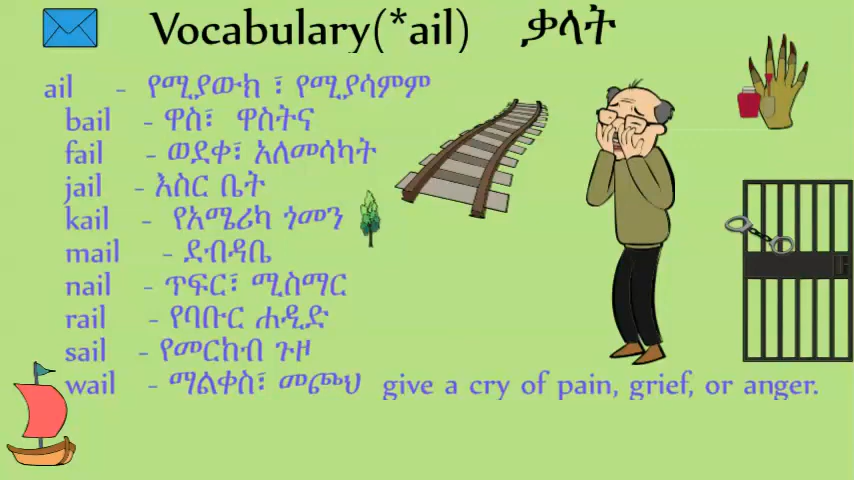 Vocabulary(*ail) ቃላት
ail - የሚያውክ ፣ የሚያሳምም
bail - ዋስ፣ ዋስትና
fail - ወደቀ፣ አለመሳካት
jail - እስር ቤት
kail - የአሜሪካ ጎመን
mail - ደብዳቤ
nail - ጥፍር፣ ሚስማር
rail - የባቡር ሐዲድ
sail - የመርከብ ጉዞ
wail - ማልቀስ፣ መጮህ give a cry of pain, grief, or anger.